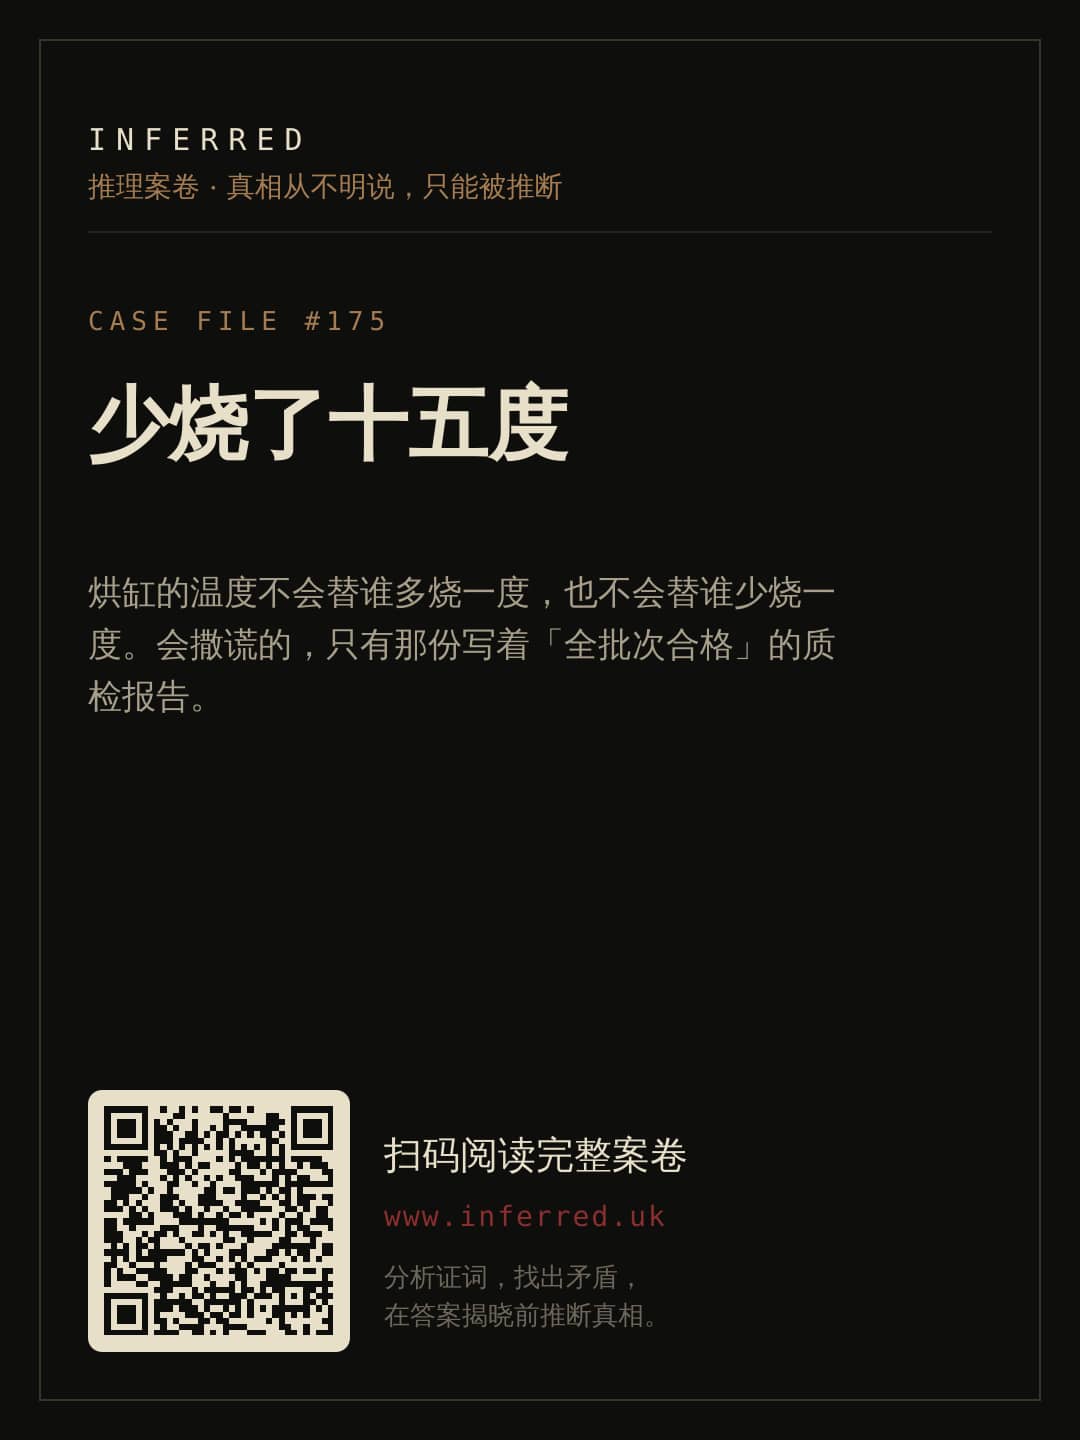 INFERRED
推理案卷 · 真相从不明说，只能被推断
CASE FILE #175
少烧了十五度
烘缸的温度不会替谁多烧一度，也不会替谁少烧一
度。会撒谎的，只有那份写着「全批次合格」的质
检报告。
扫码阅读完整案卷
www.inferred.uk
分析证词，找出矛盾，
在答案揭晓前推断真相。